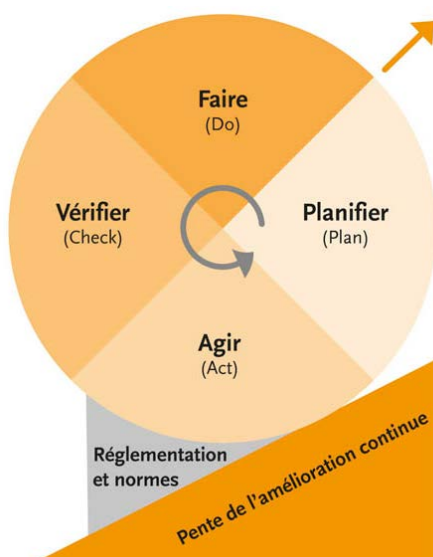 Faire
(Do)
Vérifier
(Check)
Planifier
(Plan)
Agir
(Act)
Réglementation
et normes
Pente de l'amélioration continue